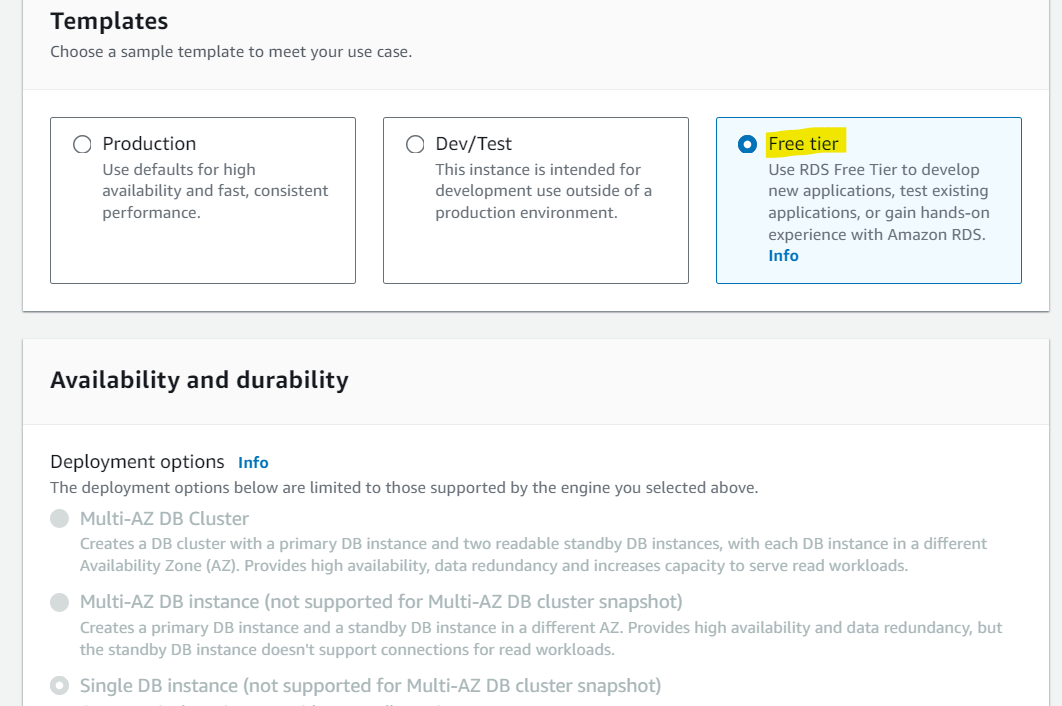 Templates
Choose a sample template to meet your use case.
Production
Use defaults for high
availability and fast, consistent
performance.
Dev/Test
This instance is intended for
development use outside of a
production environment.
Free tier
Use RDS Free Tier to develop
new applications, test existing
applications, or gain hands-on
experience with Amazon RDS.
Info
Availability and durability
Deployment options Info
The deployment options below are limited to those supported by the engine you selected above.
Multi-AZ DB Cluster
Creates a DB cluster with a primary DB instance and two readable standby DB instances, with each DB instance in a different
Availability Zone (AZ). Provides high availability, data redundancy and increases capacity to serve read workloads.
Multi-AZ DB instance (not supported for Multi-AZ DB cluster snapshot)
Creates a primary DB instance and a standby DB instance in a different AZ. Provides high availability and data redundancy, but
the standby DB instance doesn't support connections for read workloads.
Single DB instance (not supported for Multi-AZ DB cluster snapshot)